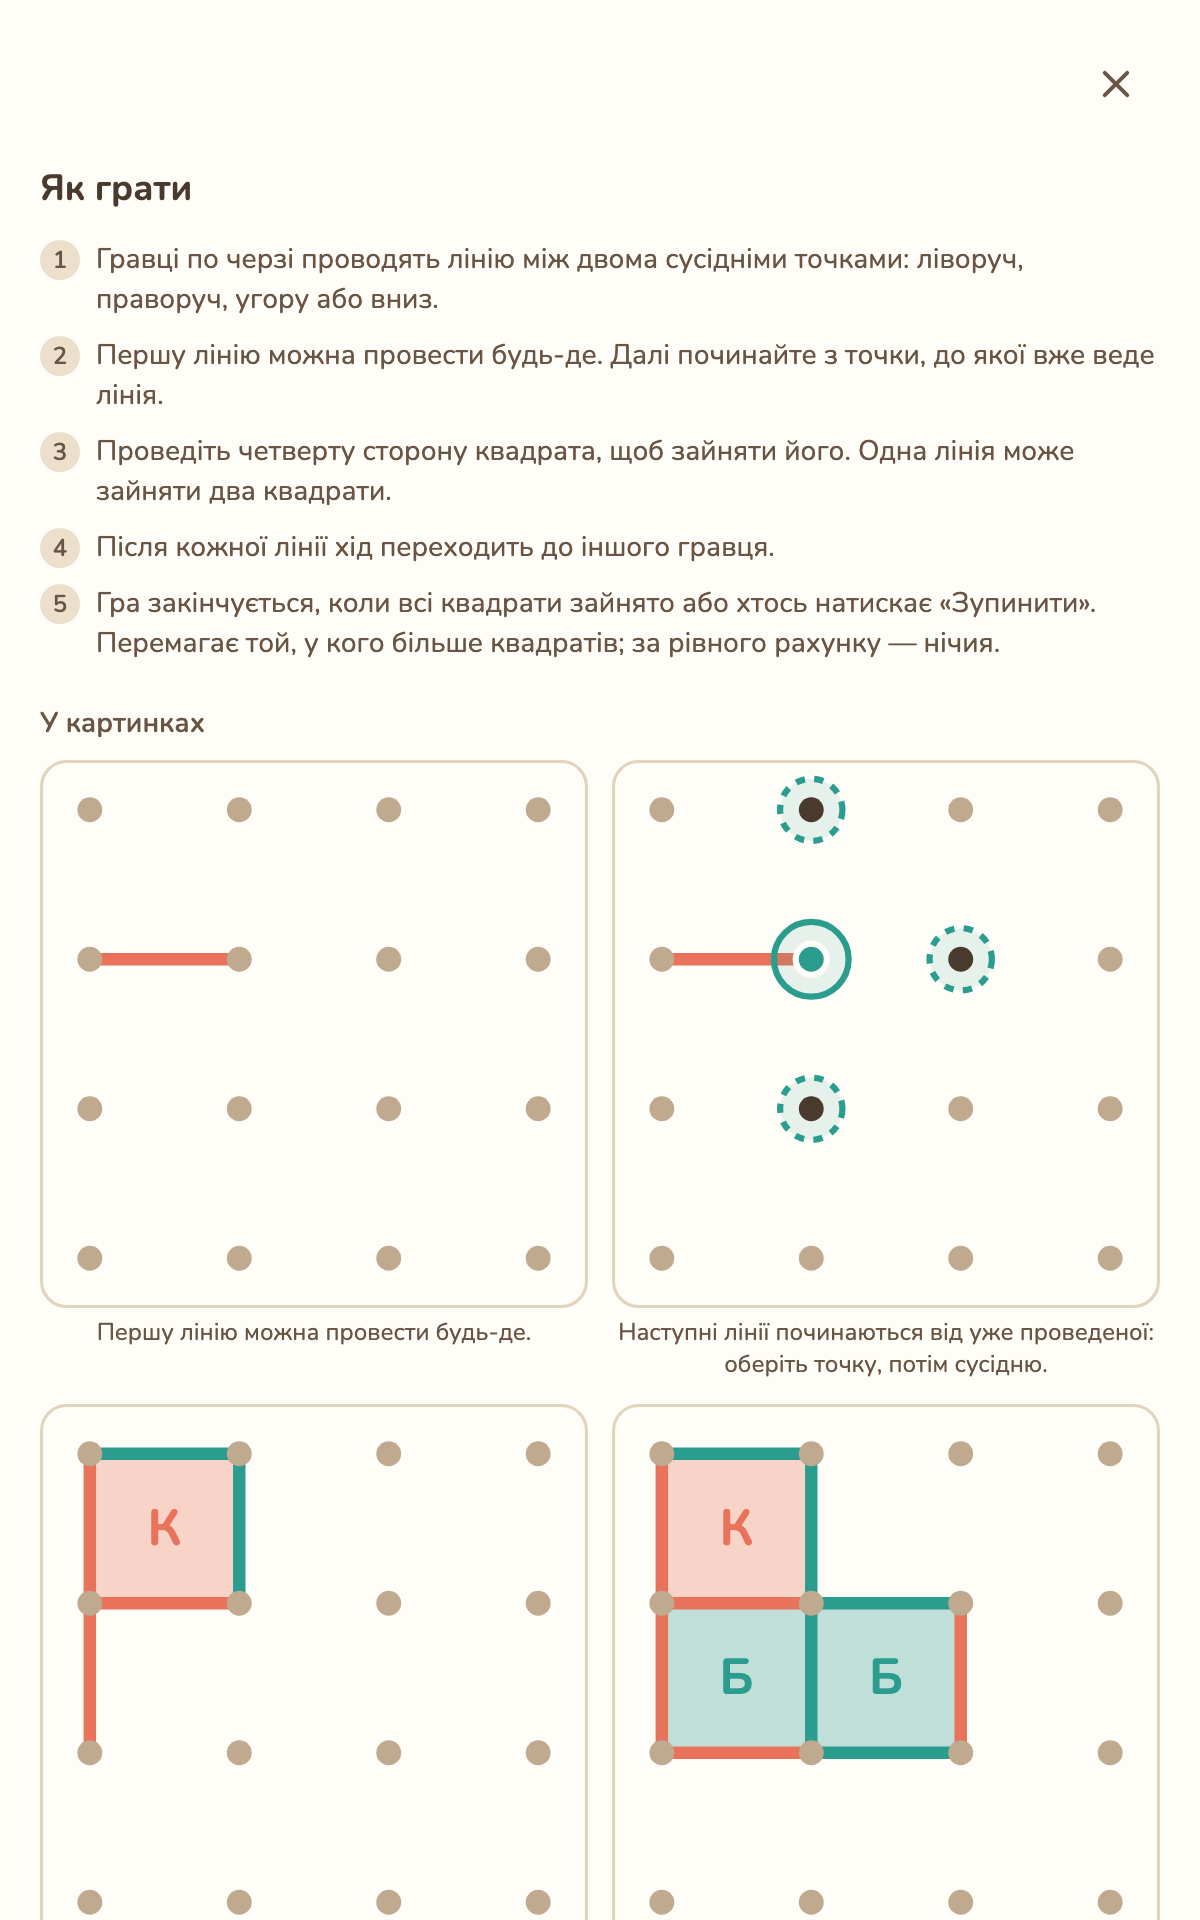 Як грати
1 Гравці по черзі проводять лінію між двома сусідніми точками: ліворуч,
праворуч, угору або вниз.
2 Першу лінію можна провести будь-де. Далі починайте з точки, до якої вже веде
лінія.
3 Проведіть четверту сторону квадрата, щоб зайняти його. Одна лінія може
зайняти два квадрати.
4 Після кожної лінії хід переходить до іншого гравця.
5 Гра закінчується, коли всі квадрати зайнято або хтось натискає «Зупинити».
Перемагає той, у кого більше квадратів; за рівного рахунку — нічия.
У картинках
Першу лінію можна провести будь-де.
Наступні лінії починаються від уже проведеної:
оберіть точку, потім сусідню.
К
К
Б Б